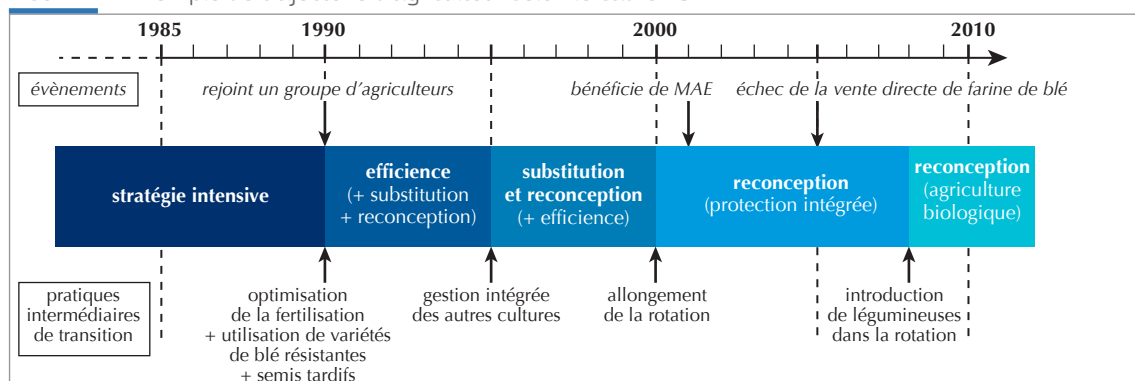 1985 1990 2000 2010
évènements
rejoint un groupe d'agriculteurs
bénéficie de MAE
échec de la vente directe de farine de blé
stratégie intensive
efficience
(+ substitution
+ reconception)
substitution
et reconception
(+ efficience)
reconception
(protection intégrée)
reconception
(agriculture
biologique)
pratiques
intermédiaires
de transition
optimisation
de la fertilisation
+ utilisation de variétés
de blé résistantes
+ semis tardifs
gestion intégrée
des autres cultures
allongement
de la rotation
introduction
de légumineuses
dans la rotation